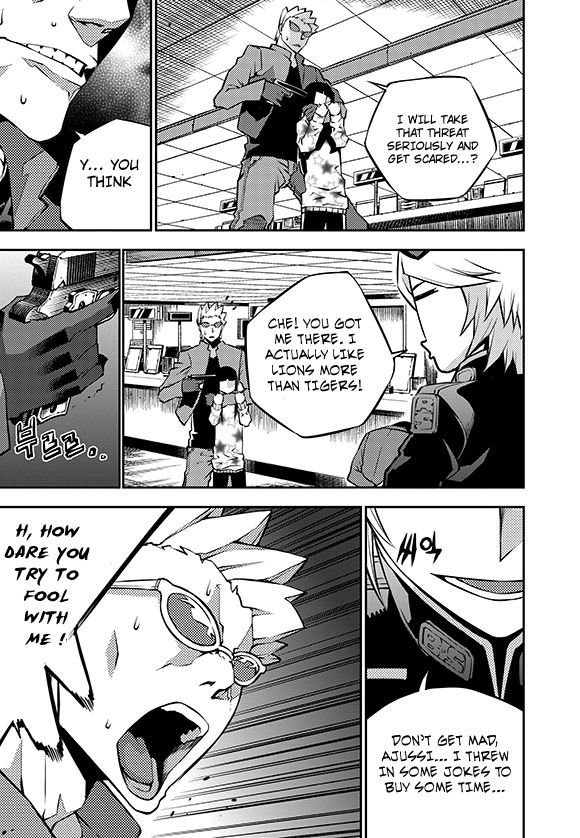 Y... YOU
THINK
I WILL TAKE
THAT THREAT
SERIOUSLY AND
GET SCARED...?
부르르..
CHE! YOU GOT
ME THERE. I
ACTUALLY LIKE
LIONS MORE
THAN TIGERS!
H, HOW
DARE YOU
TRY TO
FOOL
WITH
ME !
씨익
DON'T GET MAD,
AJUSSI... I THREW
IN SOME JOKES TO
BUY SOME TIME...